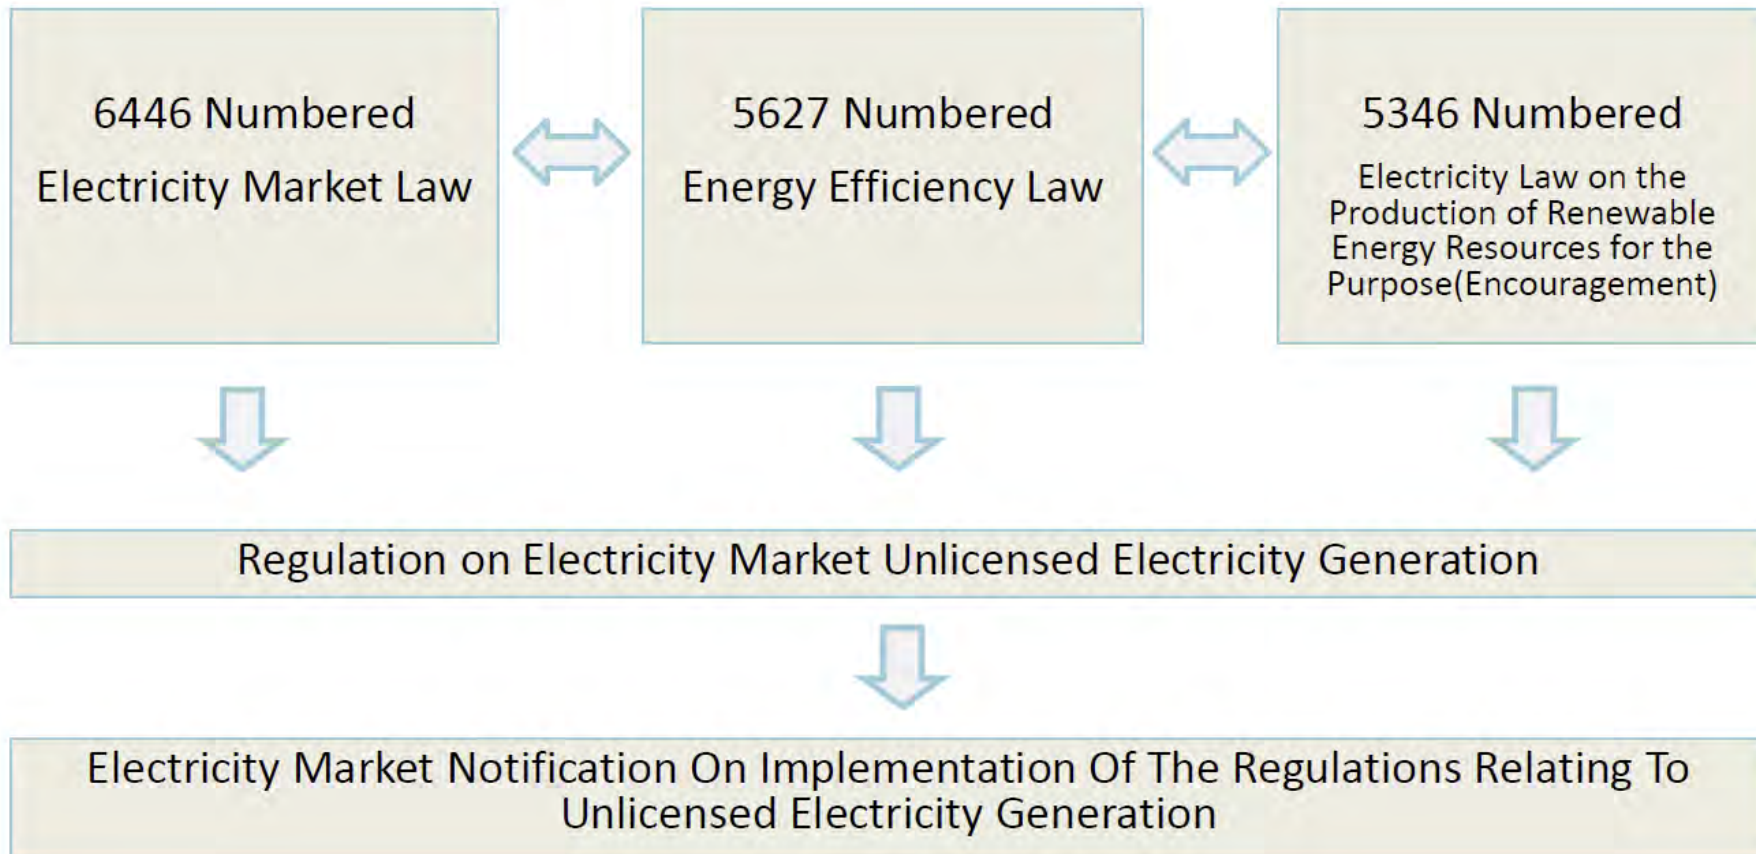 6446 Numbered
Electricity Market Law
5627 Numbered
Energy Efficiency Law
5346 Numbered
Electricity Law on the
Production of Renewable
Energy Resources for the
Purpose(Encouragement)
Regulation on Electricity Market Unlicensed Electricity Generation
Electricity Market Notification On Implementation Of The Regulations Relating To
Unlicensed Electricity Generation